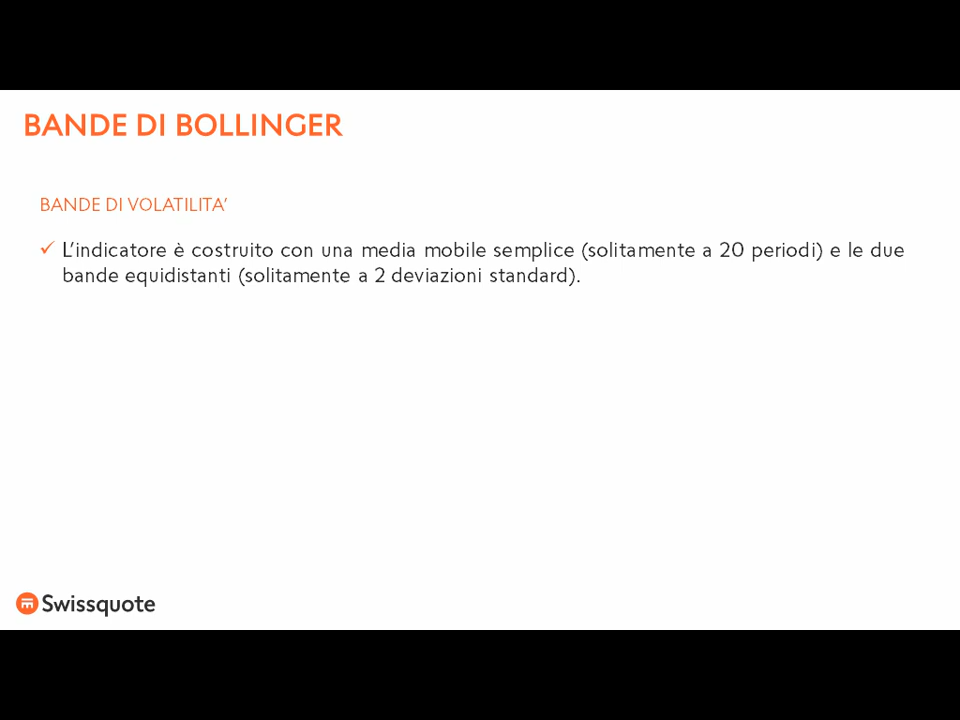 BANDE DI BOLLINGER
BANDE DI VOLATILITA’
L’indicatore è costruito con una media mobile semplice (solitamente a 20 periodi) e le due
bande equidistanti (solitamente a 2 deviazioni standard).
Swissquote